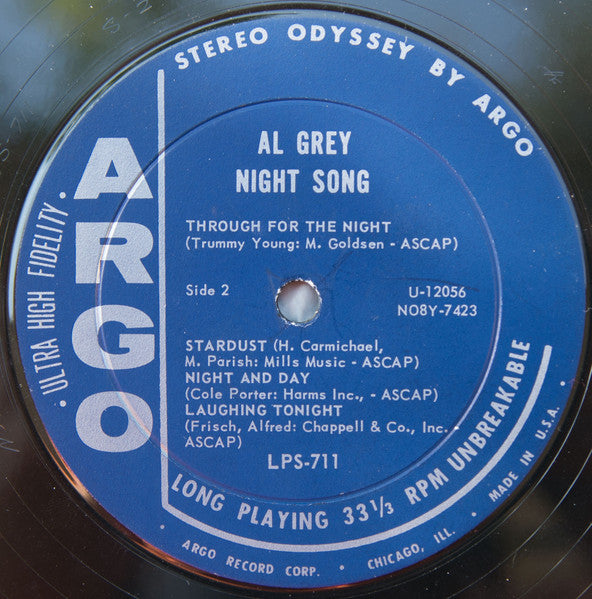 STEREO ODYSSEY BY ARGO
AL GREY
NIGHT SONG
THROUGH FOR THE NIGHT
(Trummy Young: M. Goldsen - ASCAP)
Side 2
U-12056
NO8Y-7423
STARDUST (H. Carmichael,
M. Parish: Mills Music - ASCAP)
NIGHT AND DAY
(Cole Porter: Harms Inc., - ASCAP)
LAUGHING TONIGHT
(Frisch, Alfred: Chappell & Co., Inc. -
ASCAP)
LPS-711
ARGO
• ULTRA HIGH FIDELITY •
LONG PLAYING 33⅓ RPM UNBREAKABLE
• ARGO RECORD CORP. • CHICAGO, ILL. • MADE IN U.S.A. •